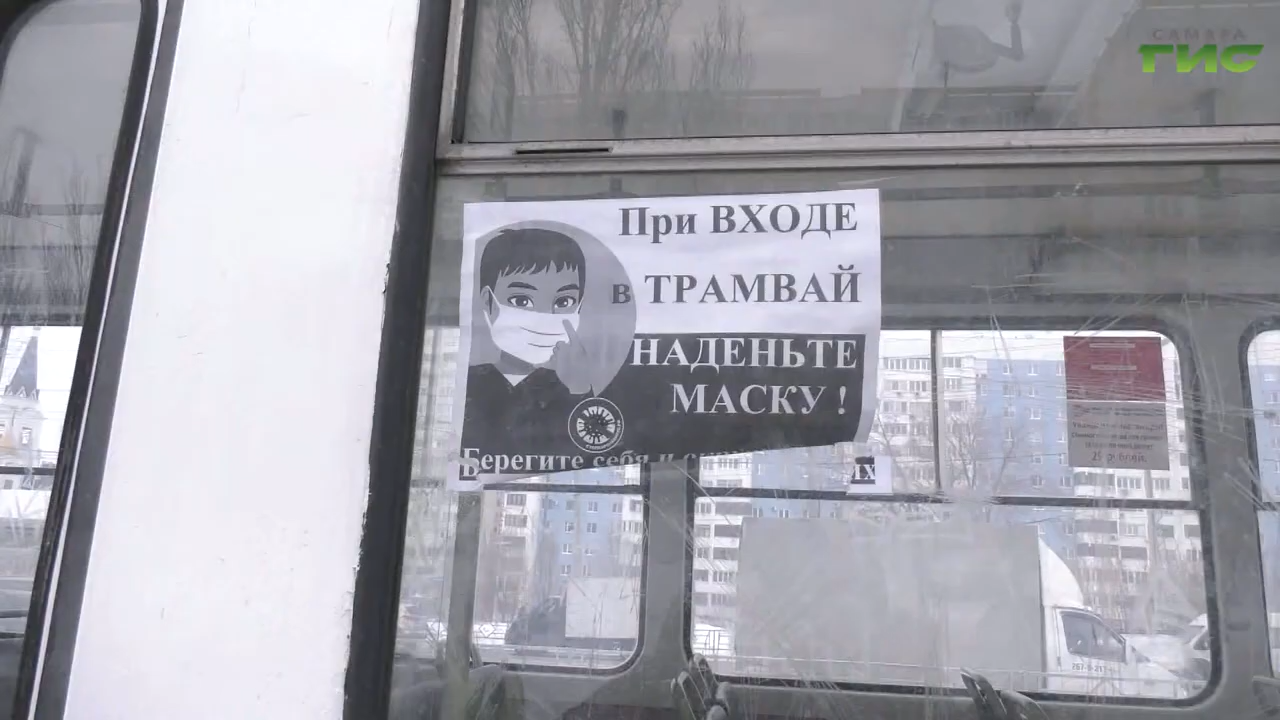 САМАРА
ГИС
При ВХОДЕ
в ТРАМВАЙ
НАДЕНЬТЕ
МАСКУ !
Берегите себя и